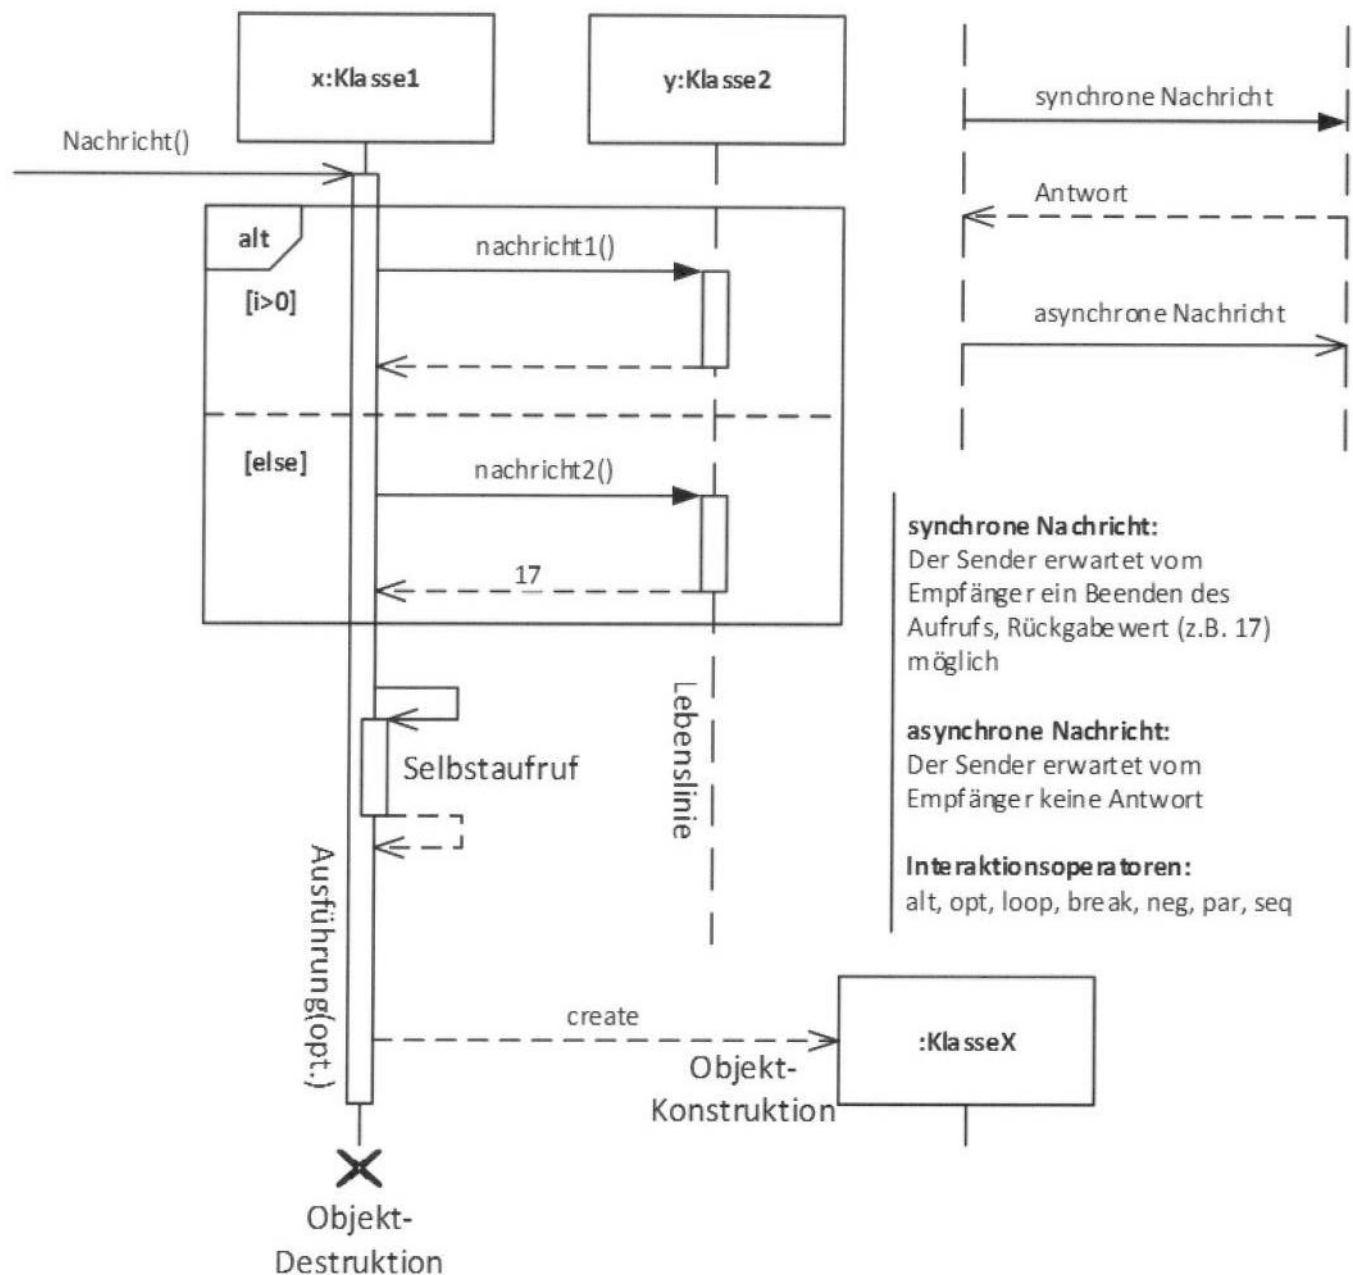 x:Klasse1
y:Klasse2
Nachricht()
alt
nachricht1()
[i>0]
[else]
nachricht2()
17
Lebenslinie
Selbstaufruf
Ausführung(opt.)
create
Objekt-
Konstruktion
:KlasseX
Objekt-
Destruktion
synchrone Nachricht
Antwort
asynchrone Nachricht
synchrone Nachricht:
Der Sender erwartet vom
Empfänger ein Beenden des
Aufrufs, Rückgabewert (z.B. 17)
möglich
asynchrone Nachricht:
Der Sender erwartet vom
Empfänger keine Antwort
Interaktionsoperatoren:
alt, opt, loop, break, neg, par, seq